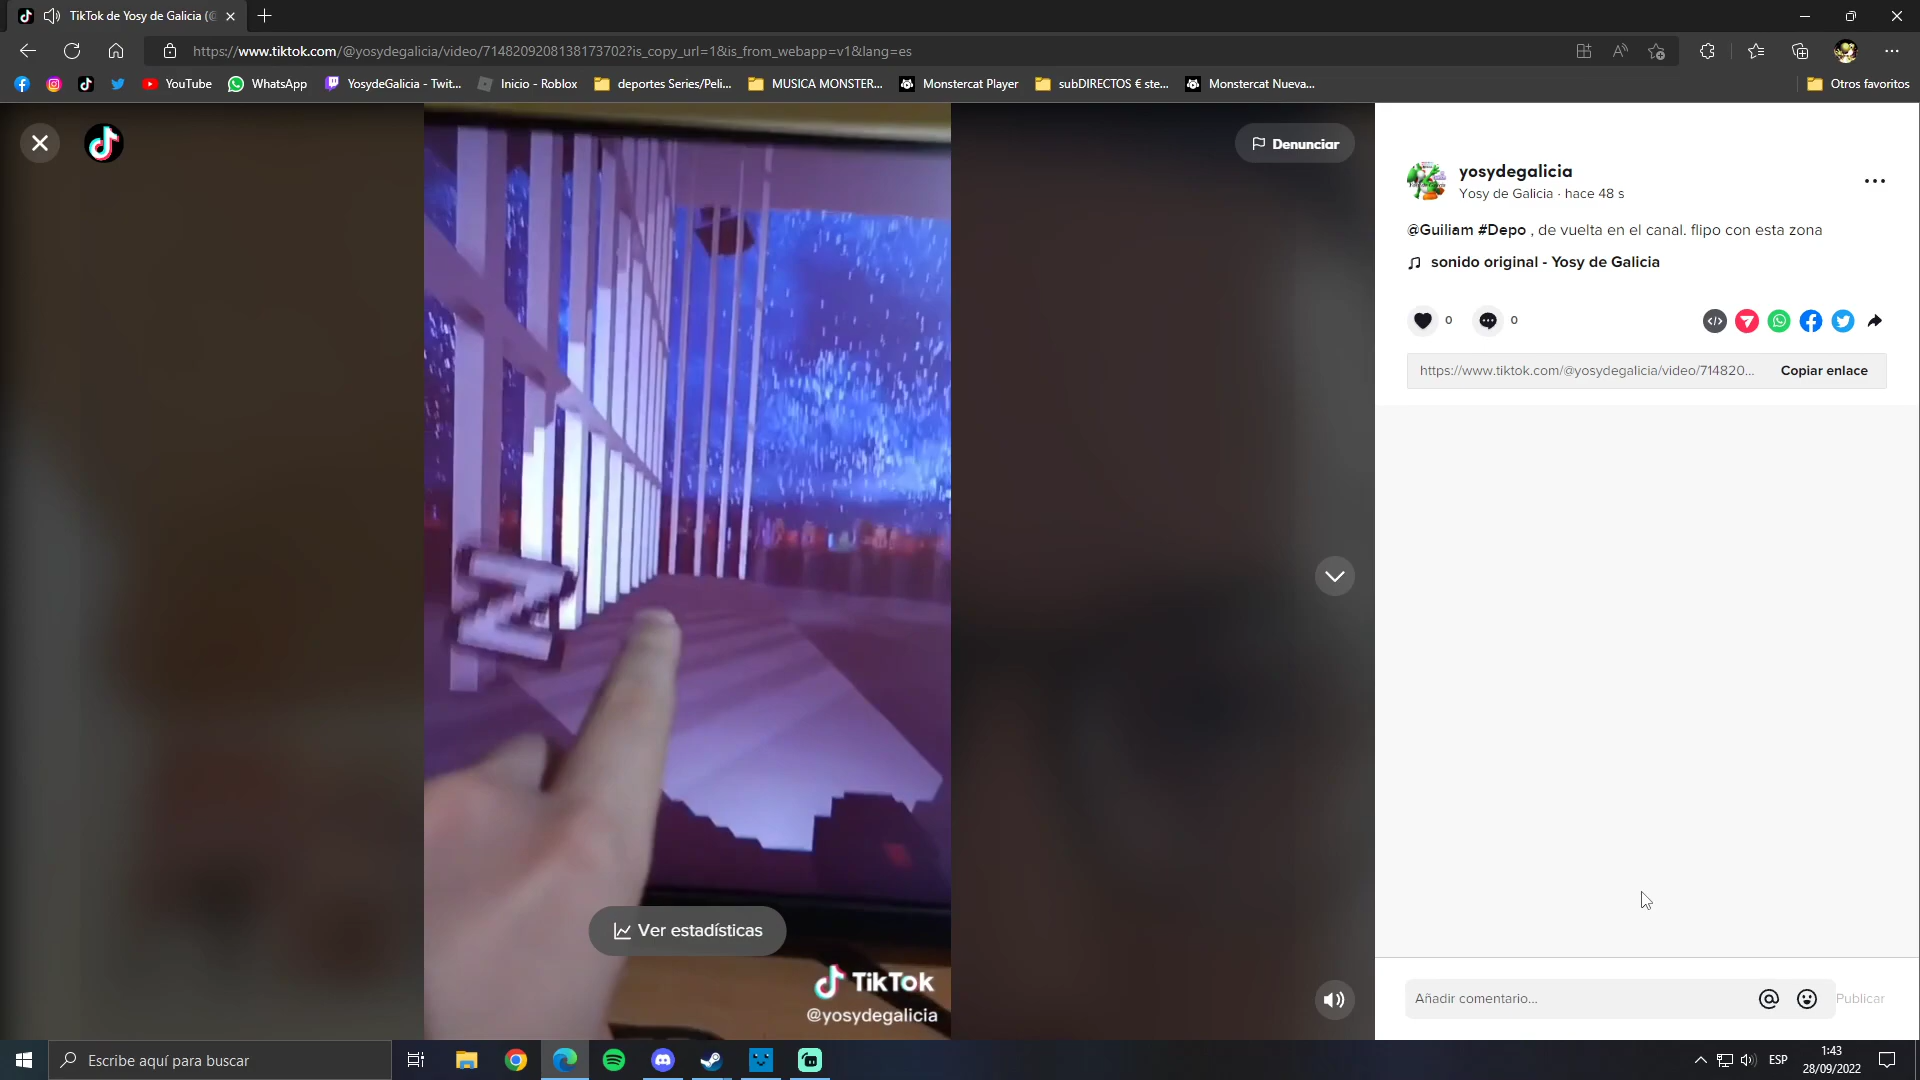 TikTok de Yosy de Galicia (@
https://www.tiktok.com/@yosydegalicia/video/7148209208138173702?is_copy_url=1&is_from_webapp=v1&lang=es
YouTube
WhatsApp
YosydeGalicia - Twit...
Inicio - Roblox
deportes Series/Peli...
MUSICA MONSTER...
Monstercat Player
subDIRECTOS € ste...
Monstercat Nueva...
Otros favoritos
Denunciar
yosydegalicia
Yosy de Galicia · hace 48 s
@Guiliam #Depo , de vuelta en el canal. flipo con esta zona
sonido original - Yosy de Galicia
0
0
https://www.tiktok.com/@yosydegalicia/video/714820...
Copiar enlace
Z
Ver estadísticas
TikTok
@yosydegalicia
Añadir comentario...
Publicar
Escribe aquí para buscar
ESP
1:43
28/09/2022